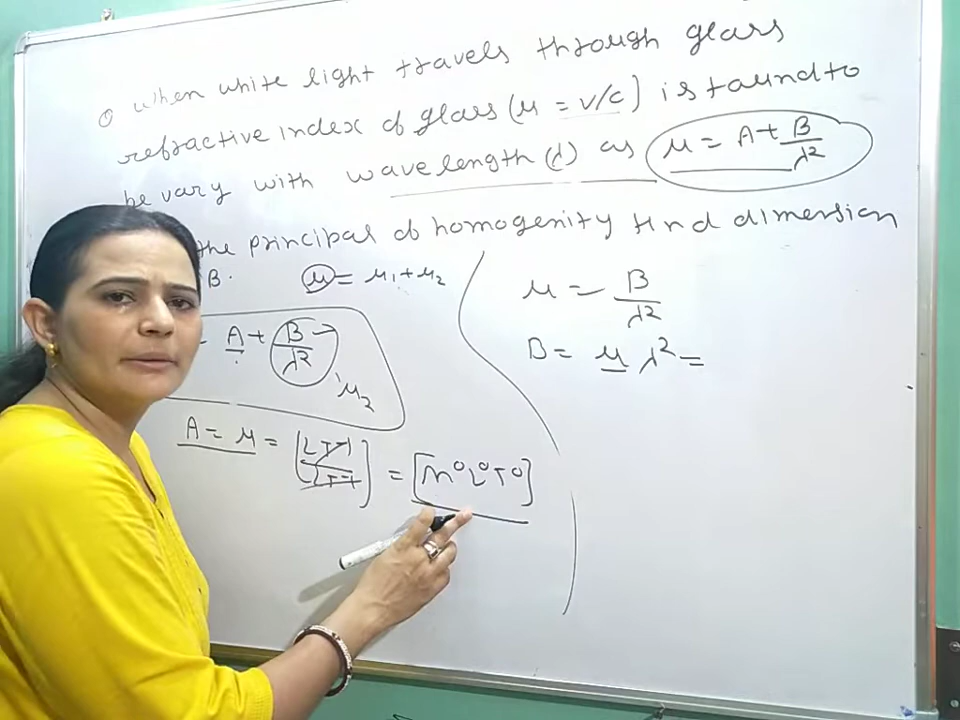 When white light travels through glass
refractive index of glass (μ = v/c) is found to
be vary with wavelength (λ) as μ = A + B/λ²
the principal of homogenity find dimension
B. μ = μ₁ + μ₂
= A + B/λ² μ₂
A = μ = [LT⁻¹/LT⁻¹] = [M⁰L⁰T⁰]
μ = B/λ²
B = μ λ² =